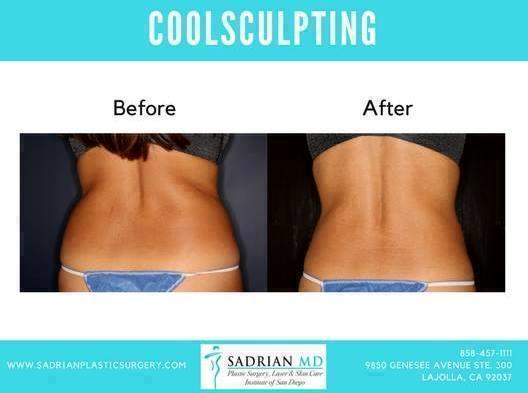 COOLSCULPTING
Before
After
WWW.SADRIANPLASTICSURGERY.COM
SADRIAN MD
Plastic Surgery, Laser & Skin Care
Institute of San Diego
858-457-1111
9850 GENESEE AVENUE STE. 300
LAJOLLA, CA 92037